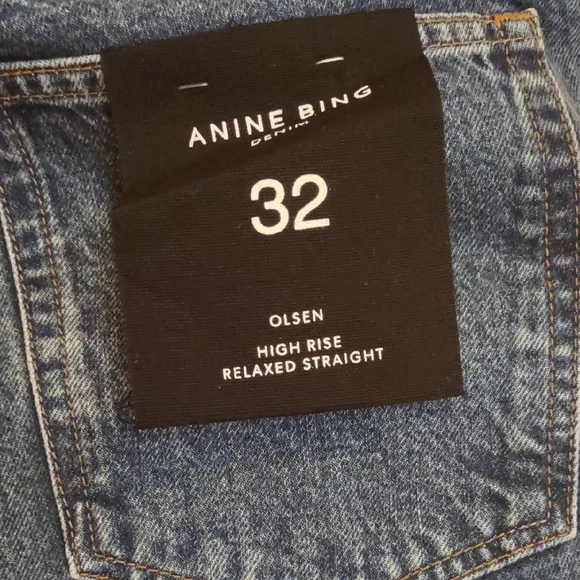 ANINE BING
DENIM
32
OLSEN
HIGH RISE
RELAXED STRAIGHT